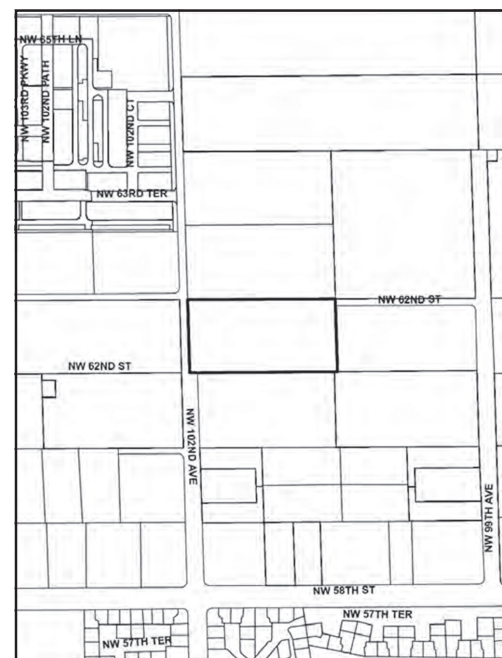 NW 65TH LN
NW 103RD PKWY
NW 102ND PATH
NW 102ND CT
NW 63RD TER
NW 62ND ST
NW 62ND ST
NW 102ND AVE
NW 99TH AVE
NW 58TH ST
NW 57TH TER
NW 57TH TER